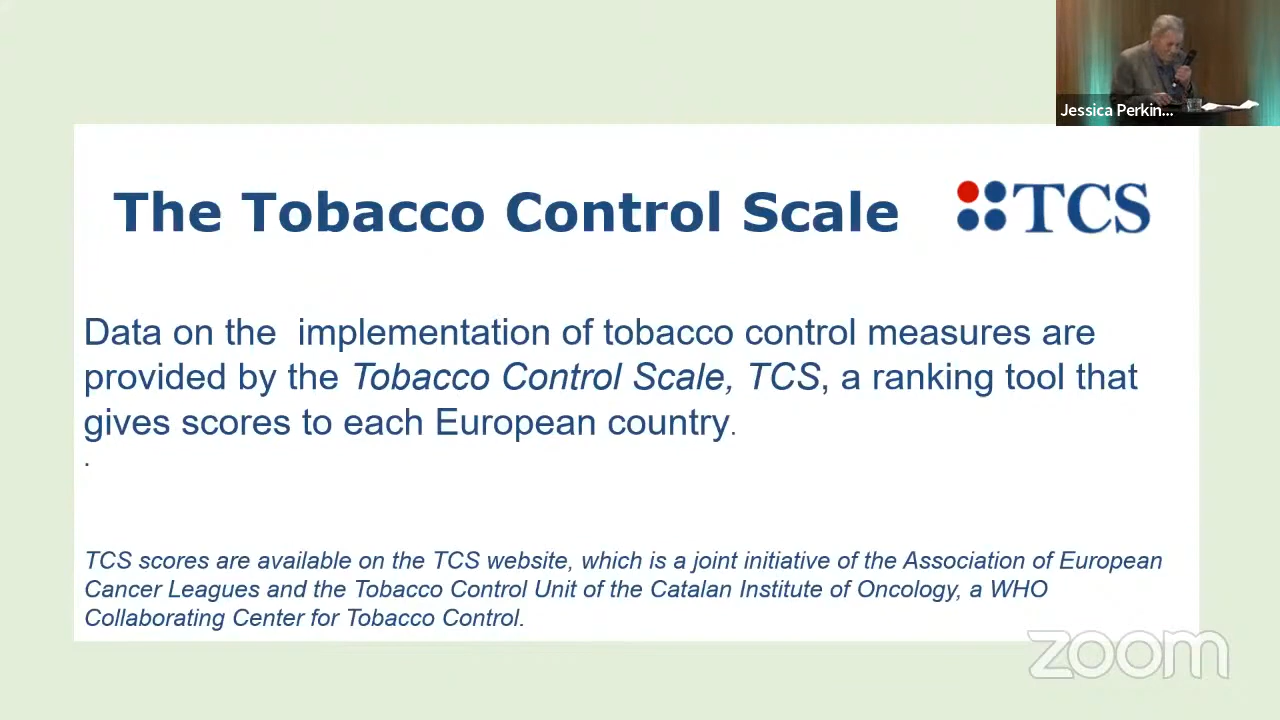 Jessica Perkin...
The Tobacco Control Scale
TCS
Data on the  implementation of tobacco control measures are
provided by the Tobacco Control Scale, TCS, a ranking tool that
gives scores to each European country.
.
TCS scores are available on the TCS website, which is a joint initiative of the Association of European
Cancer Leagues and the Tobacco Control Unit of the Catalan Institute of Oncology, a WHO
Collaborating Center for Tobacco Control.
zoom